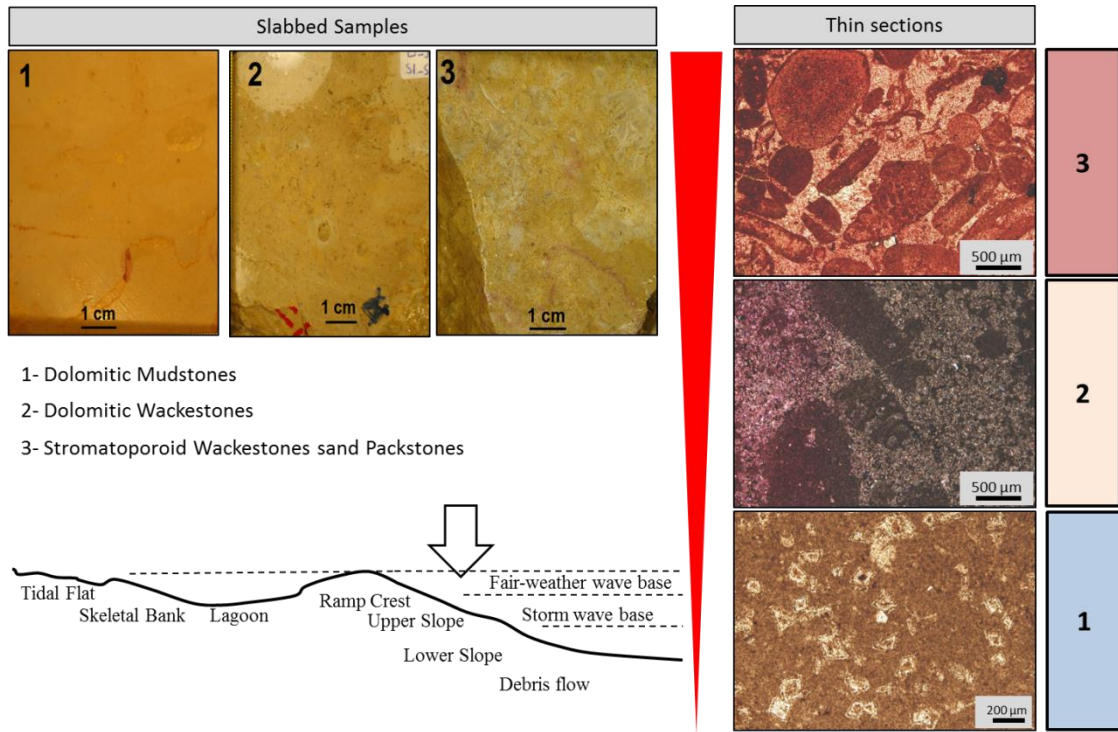 Slabbed Samples
Thin sections
1
2
3
1 cm
1 cm
1 cm
1- Dolomitic Mudstones
2- Dolomitic Wackestones
3- Stromatoporoid Wackestones sand Packstones
Tidal Flat
Skeletal Bank
Lagoon
Ramp Crest
Upper Slope
Lower Slope
Debris flow
Fair-weather wave base
Storm wave base
500 µm
3
500 µm
2
200 µm
1